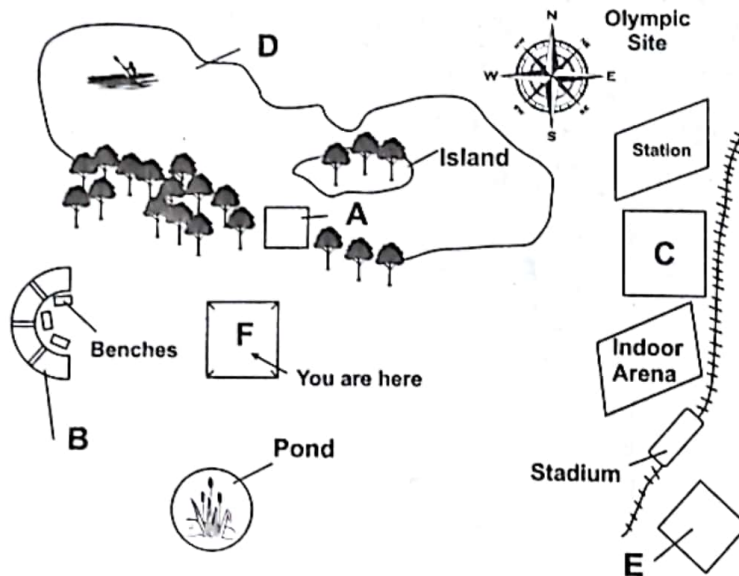 D
N
Olympic
Site
W
E
S
Station
Island
A
C
Benches
F
You are here
Indoor
Arena
B
Pond
Stadium
E